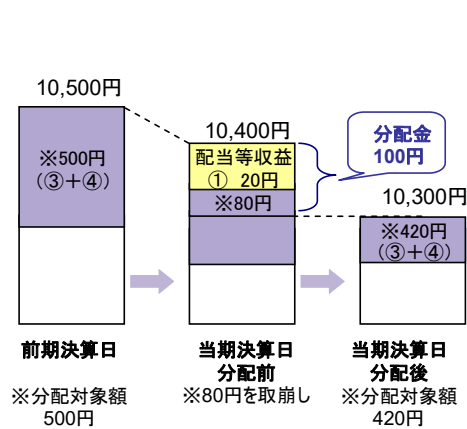 10,500円
※500円
(③+④)
前期決算日
※分配対象額
500円
10,400円
配当等収益
① 20円
※80円
当期決算日
分配前
※80円を取崩し
分配金
100円
10,300円
※420円
(③+④)
当期決算日
分配後
※分配対象額
420円